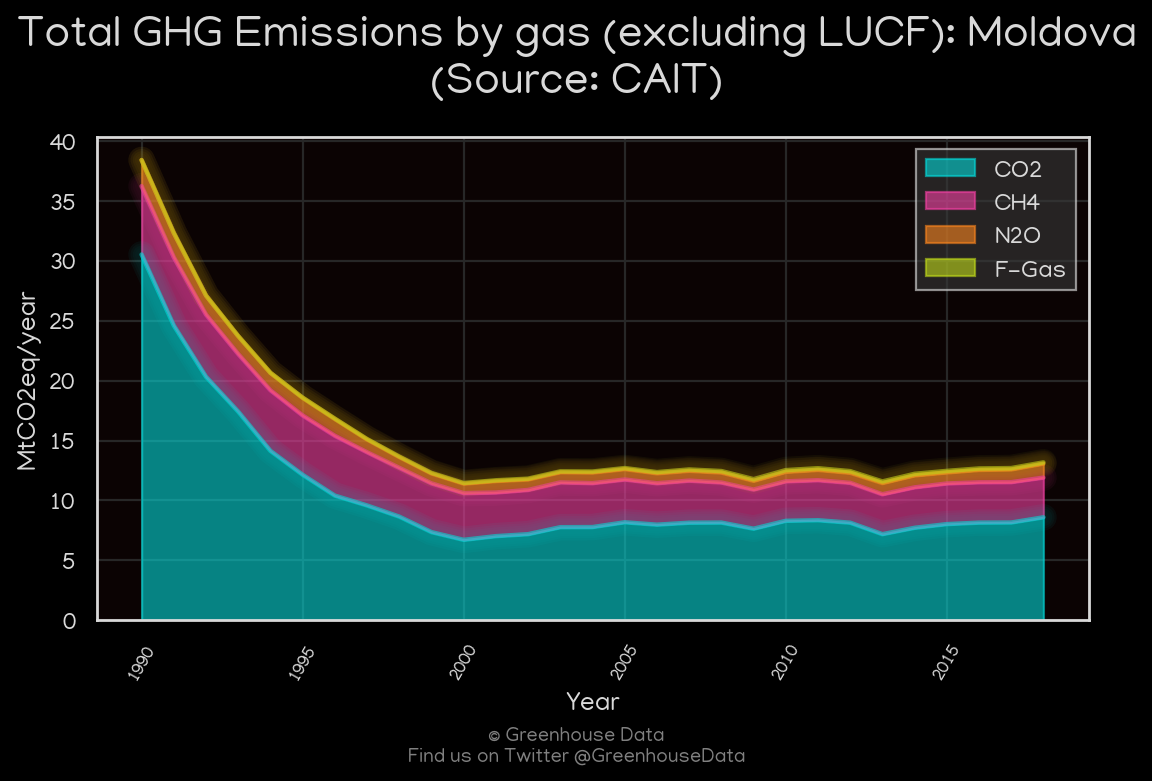 Total GHG Emissions by gas (excluding LUCF): Moldova
(Source: CAIT)
40
35
30
25
20
15
10
5
0
MtCO2eq/year
CO2
CH4
N2O
F-Gas
1990 1995 2000 2005 2010 2015
Year
© Greenhouse Data
Find us on Twitter @GreenhouseData